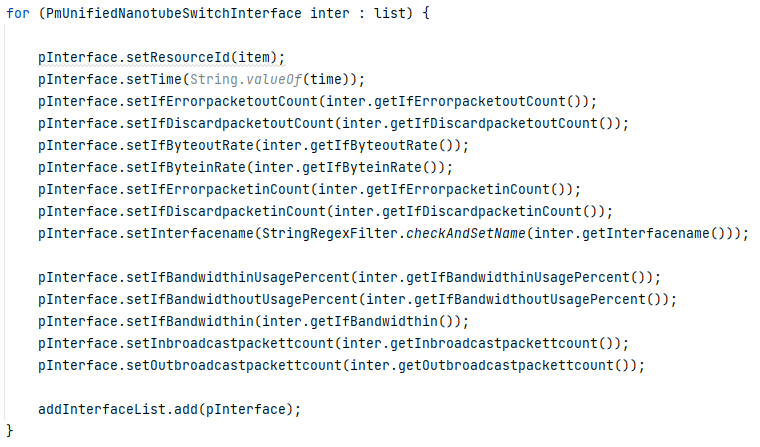 for (PmUnifiedNanotubeSwitchInterface inter : list) {
pInterface.setResourceId(item);
pInterface.setTime(String.valueOf(time));
pInterface.setIfErrorpacketoutCount(inter.getIfErrorpacketoutCount());
pInterface.setIfDiscardpacketoutCount(inter.getIfDiscardpacketoutCount());
pInterface.setIfByteoutRate(inter.getIfByteoutRate());
pInterface.setIfByteinRate(inter.getIfByteinRate());
pInterface.setIfErrorpacketinCount(inter.getIfErrorpacketinCount());
pInterface.setIfDiscardpacketinCount(inter.getIfDiscardpacketinCount());
pInterface.setInterfacename(StringRegexFilter.checkAndSetName(inter.getInterfacename()));
pInterface.setIfBandwidthinUsagePercent(inter.getIfBandwidthinUsagePercent());
pInterface.setIfBandwidthoutUsagePercent(inter.getIfBandwidthoutUsagePercent());
pInterface.setIfBandwidthin(inter.getIfBandwidthin());
pInterface.setInbroadcastpackettcount(inter.getInbroadcastpackettcount());
pInterface.setOutbroadcastpackettcount(inter.getOutbroadcastpackettcount());
addInterfaceList.add(pInterface);
}